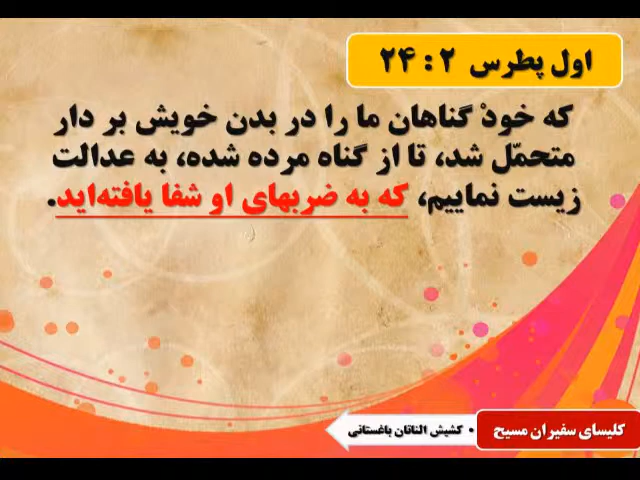 اول پطرس ۲ : ۲۴
که خودْ گناهان ما را در بدن خویش بر دار
متحمّل شد، تا از گناه مرده شده، به عدالت
زیست نماییم، که به ضربهای او شفا یافته‌اید.
کلیسای سفیران مسیح
• کشیش الناتان باغستانی